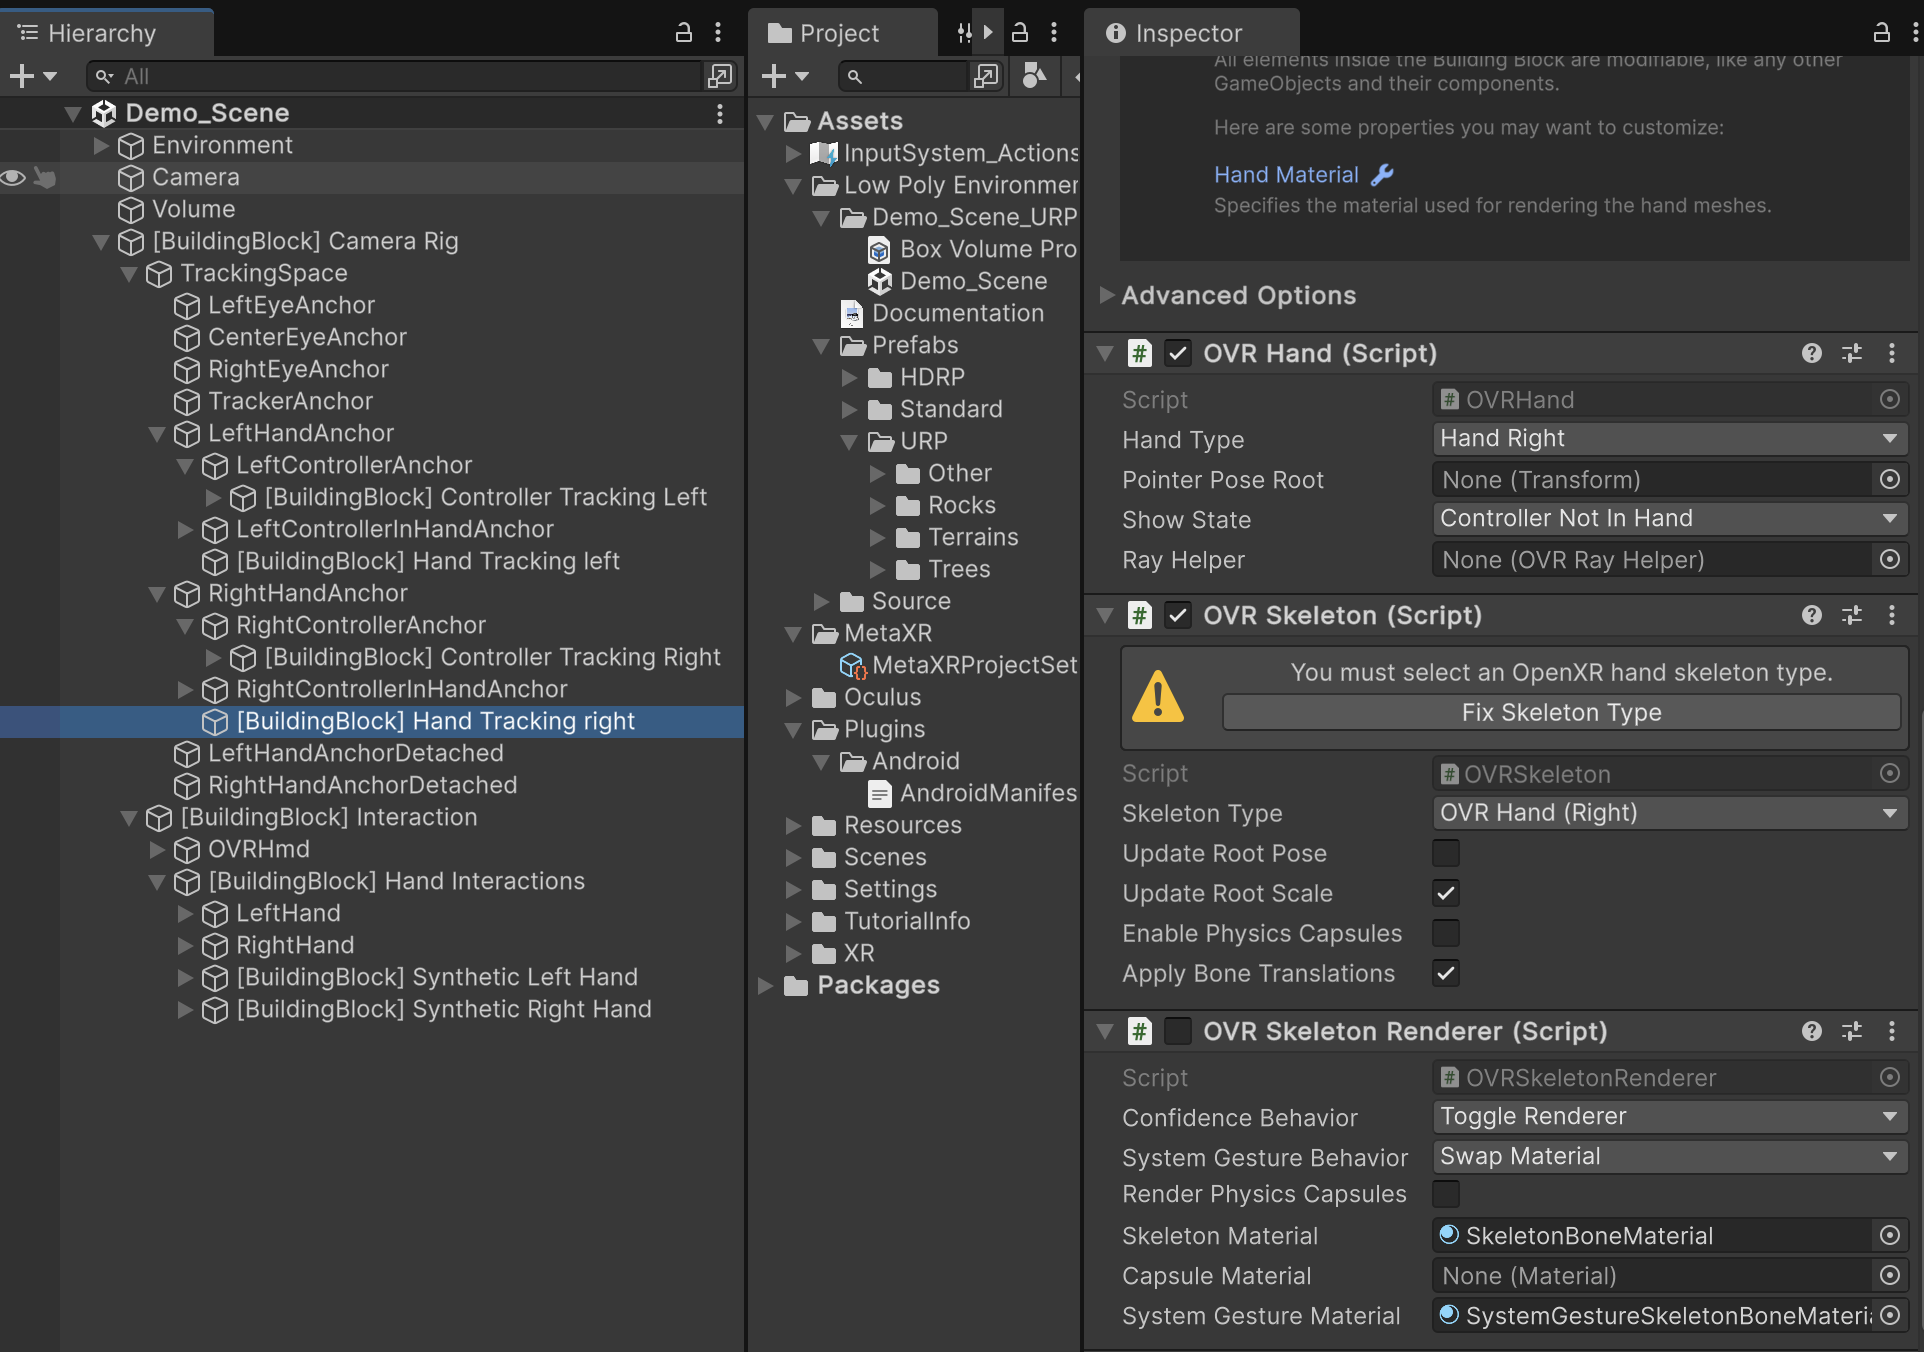 Hierarchy
All
Demo_Scene
Environment
Camera
Volume
[BuildingBlock] Camera Rig
TrackingSpace
LeftEyeAnchor
CenterEyeAnchor
RightEyeAnchor
TrackerAnchor
LeftHandAnchor
LeftControllerAnchor
[BuildingBlock] Controller Tracking Left
LeftControllerInHandAnchor
[BuildingBlock] Hand Tracking left
RightHandAnchor
RightControllerAnchor
[BuildingBlock] Controller Tracking Right
RightControllerInHandAnchor
[BuildingBlock] Hand Tracking right
LeftHandAnchorDetached
RightHandAnchorDetached
[BuildingBlock] Interaction
OVRHmd
[BuildingBlock] Hand Interactions
LeftHand
RightHand
[BuildingBlock] Synthetic Left Hand
[BuildingBlock] Synthetic Right Hand
Project
Assets
InputSystem_Actions
Low Poly Environmer
Demo_Scene_URP
Box Volume Pro
Demo_Scene
Documentation
Prefabs
HDRP
Standard
URP
Other
Rocks
Terrains
Trees
Source
MetaXR
MetaXRProjectSet
Oculus
Plugins
Android
AndroidManifes
Resources
Scenes
Settings
TutorialInfo
XR
Packages
Inspector
All elements inside the Building Block are modifiable, like any other
GameObjects and their components.
Here are some properties you may want to customize:
Hand Material
Specifies the material used for rendering the hand meshes.
Advanced Options
# OVR Hand (Script)
Script # OVRHand
Hand Type Hand Right
Pointer Pose Root None (Transform)
Show State Controller Not In Hand
Ray Helper None (OVR Ray Helper)
# OVR Skeleton (Script)
You must select an OpenXR hand skeleton type.
Fix Skeleton Type
Script # OVRSkeleton
Skeleton Type OVR Hand (Right)
Update Root Pose
Update Root Scale
Enable Physics Capsules
Apply Bone Translations
# OVR Skeleton Renderer (Script)
Script # OVRSkeletonRenderer
Confidence Behavior Toggle Renderer
System Gesture Behavior Swap Material
Render Physics Capsules
Skeleton Material SkeletonBoneMaterial
Capsule Material None (Material)
System Gesture Material SystemGestureSkeletonBoneMateri